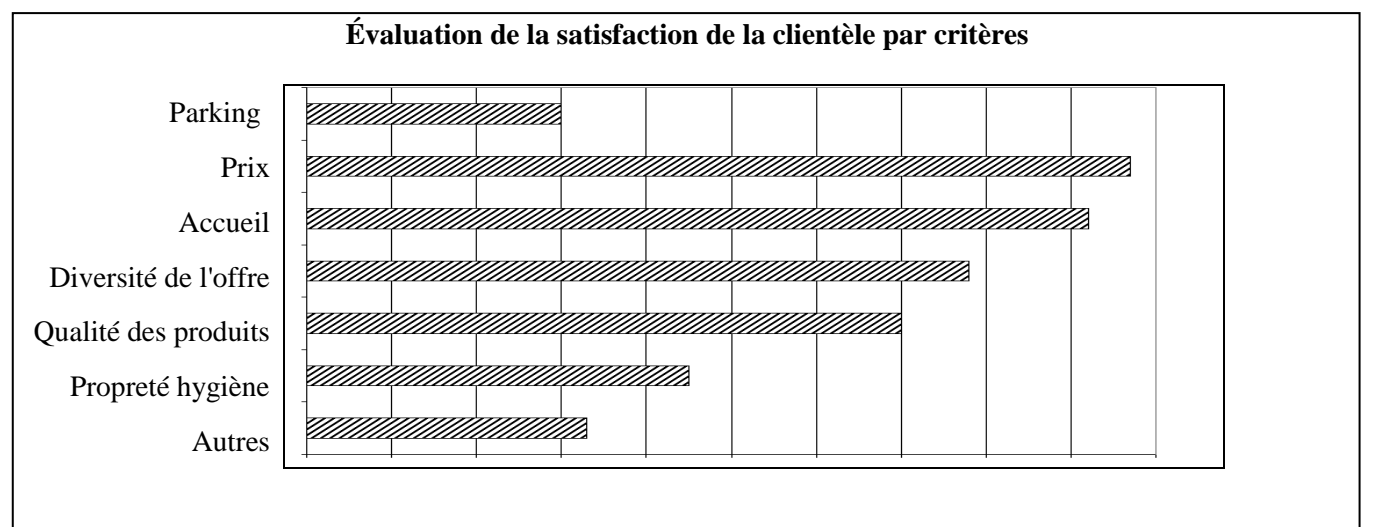 Évaluation de la satisfaction de la clientèle par critères
Parking
Prix
Accueil
Diversité de l'offre
Qualité des produits
Propreté hygiène
Autres